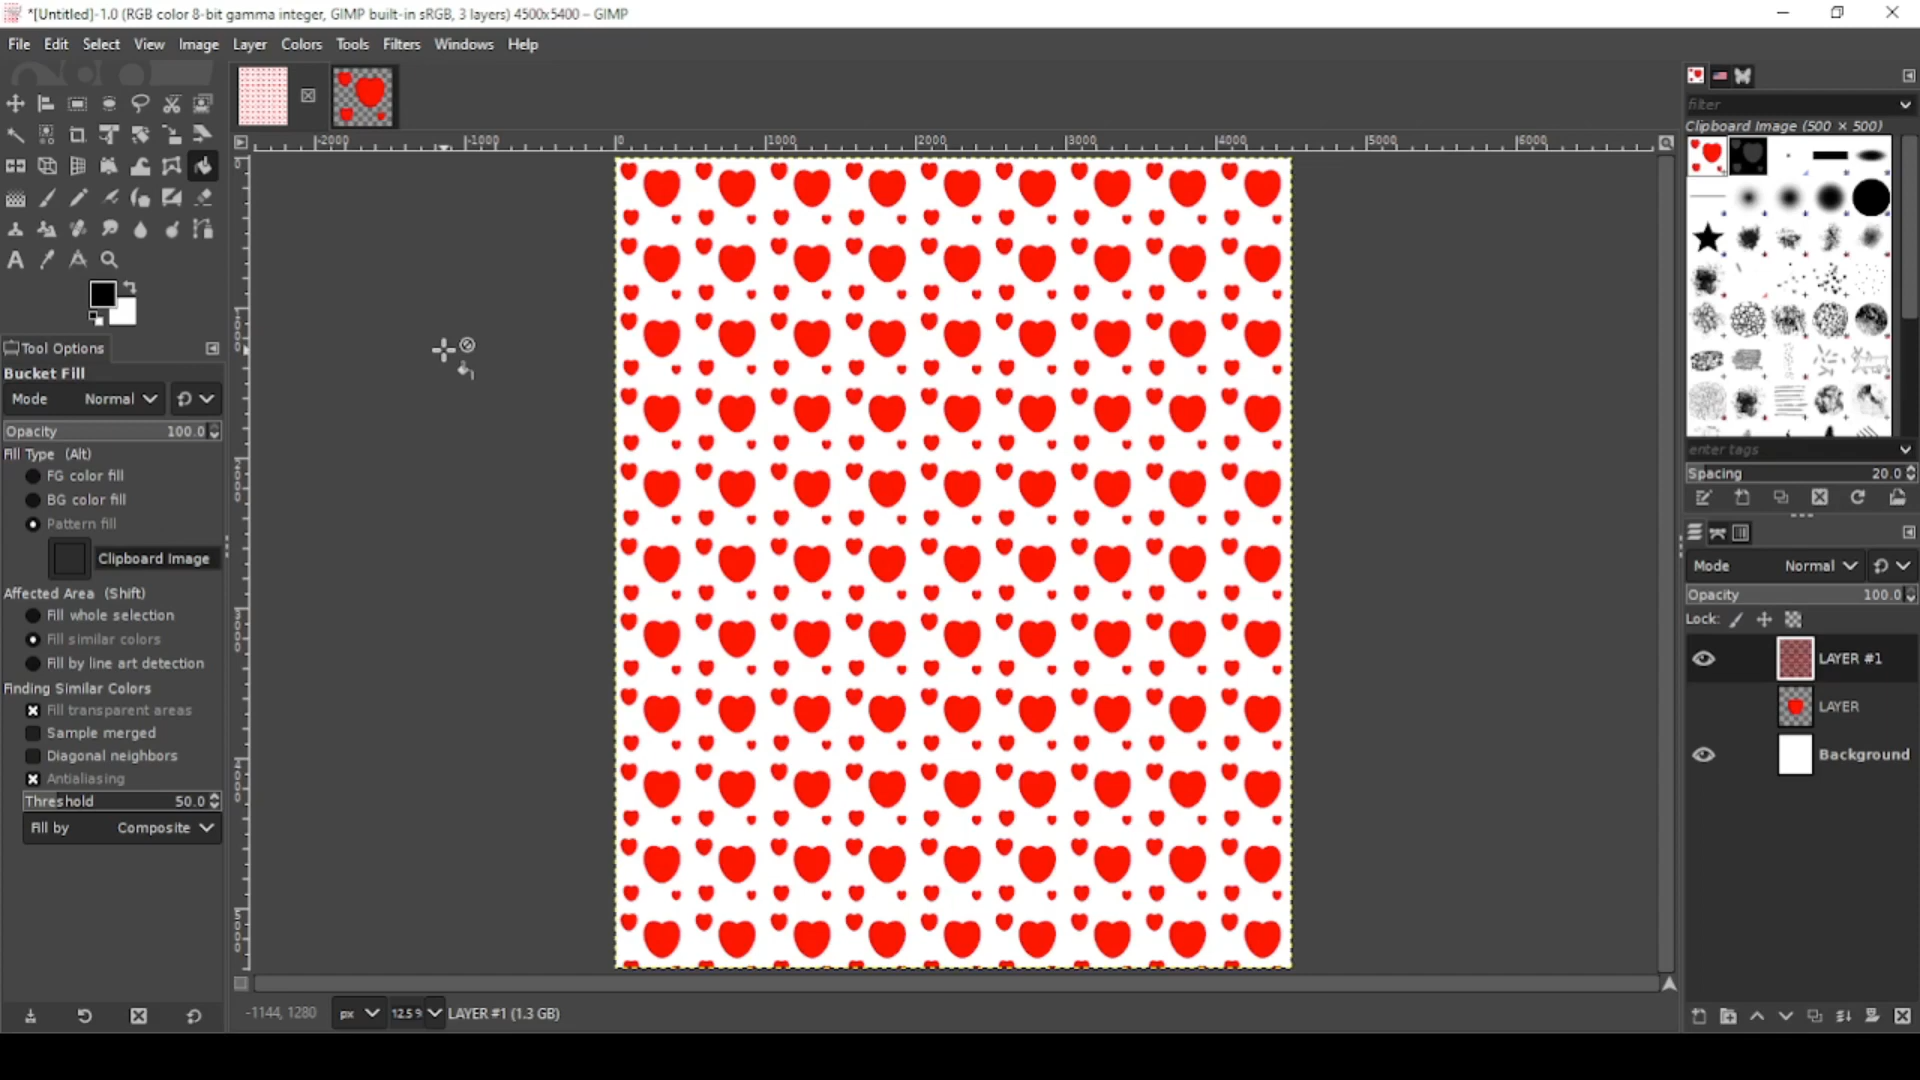 *[Untitled]-1.0 (RGB color 8-bit gamma integer, GIMP built-in sRGB, 3 layers) 4500x5400 – GIMP
File Edit Select View Image Layer Colors Tools Filters Windows Help
filter
Clipboard Image (500 × 500)
-2000 -1000 0 1000 2000 3000 4000 5000 6000
0
1000
2000
3000
4000
5000
Tool Options
Bucket Fill
Mode Normal
Opacity 100.0
Fill Type (Alt)
FG color fill
BG color fill
Pattern fill
Clipboard Image
Affected Area (Shift)
Fill whole selection
Fill similar colors
Fill by line art detection
Finding Similar Colors
Fill transparent areas
Sample merged
Diagonal neighbors
Antialiasing
Threshold 50.0
Fill by Composite
enter tags
Spacing 20.0
Mode Normal
Opacity 100.0
Lock:
LAYER #1
LAYER
Background
-1144, 1280 px 12.5 % LAYER #1 (1.3 GB)